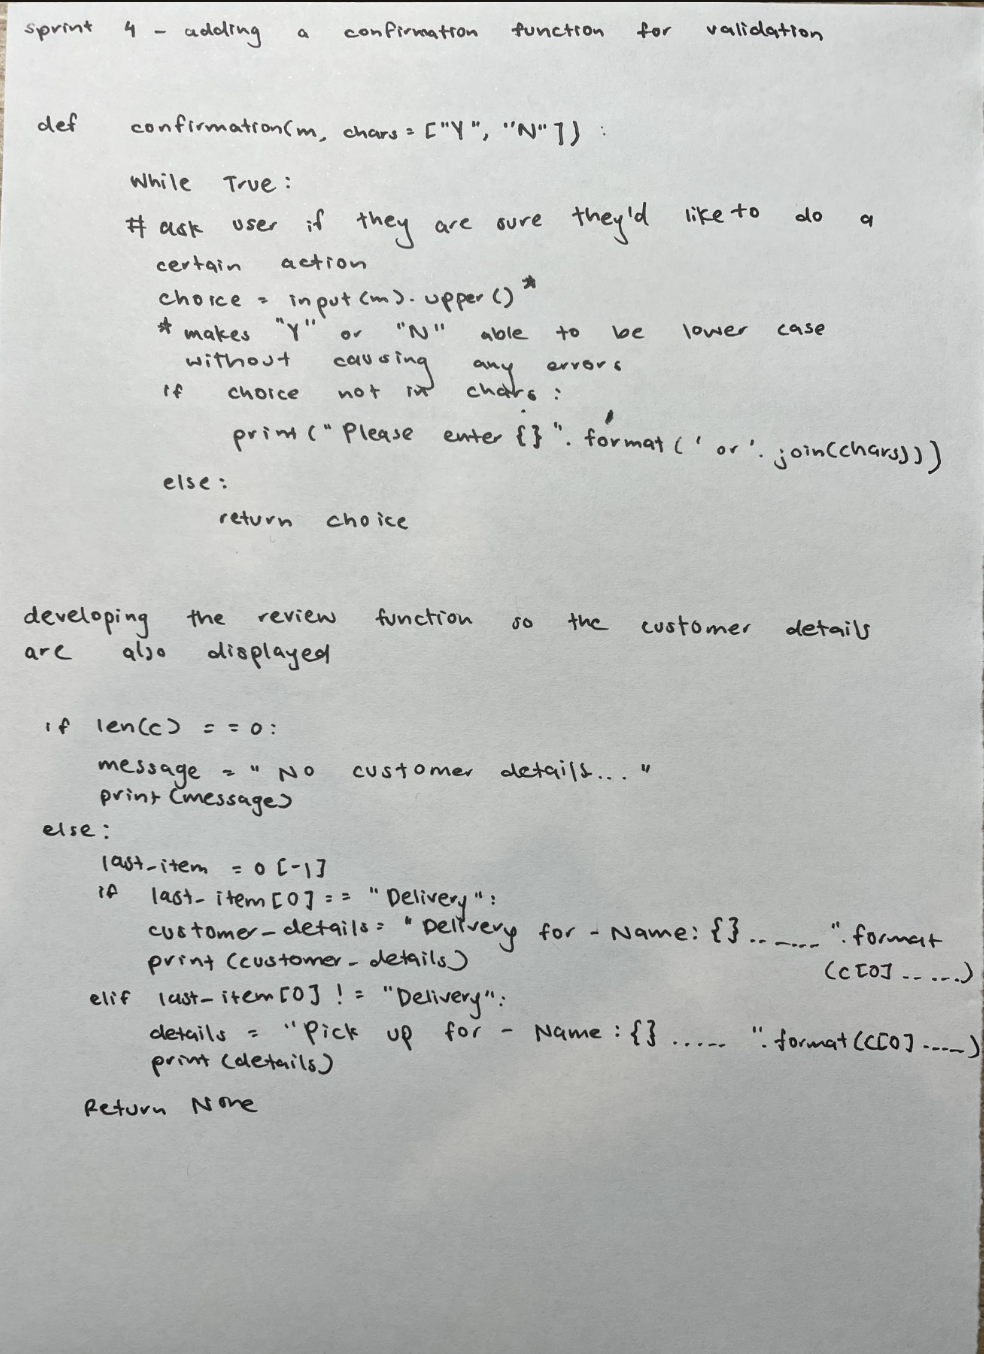 sprint 4 - adding a confirmation function for validation
def confirmation(m, chars = ["Y", "N"]) :
While True:
# ask user if they are sure they'd like to do a
certain action
choice = input(m).upper() *
* makes "Y" or "N" able to be lower case
without causing any errors
if choice not in chars :
print ("Please enter {}".format(' or '.join(chars)))
else:
return choice
developing the review function so the customer details
are also displayed
if len(c) == 0:
message = "No customer details..."
print(message)
else:
last_item = o[-1]
if last_item[0] == "Delivery":
customer_details = "Delivery for - Name: {} .. _.... ".format
(c[0] .. ...)
print (customer_details)
elif last_item[0] != "Delivery":
details = "Pick up for - Name : {} ..... ".format(c[0] ....)
print (details)
Return None